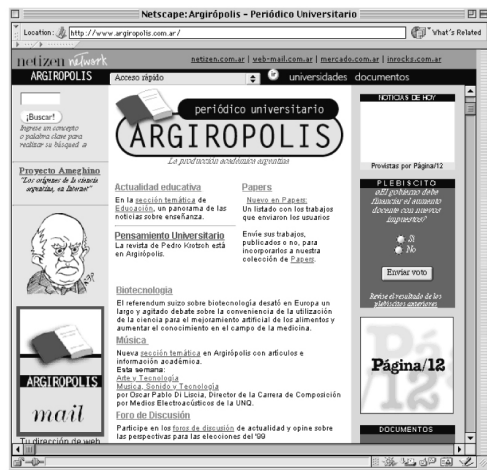 Netscape: Argirópolis – Periódico Universitario
Location: http://www.argiropolis.com.ar/
What's Related
netizen network
netizen.com.ar | web-mail.com.ar | mercado.com.ar | inrocks.com.ar
ARGIROPOLIS
Acceso rápido
universidades documentos
¡Buscar!
Ingrese un concepto
o palabra clave para
realizar su búsqueda
Proyecto Ameghino
"Los orígenes de la ciencia
argentina, en Internet"
ARGIROPOLIS
mail
Tu dirección de web
periódico universitario
ARGIROPOLIS
La producción académica argentina
Actualidad educativa
En la sección temática de
Educación, un panorama de las
noticias sobre enseñanza.
Pensamiento Universitario
La revista de Pedro Krotsch está
en Argirópolis.
Papers
Nuevo en Papers:
Un listado con los trabajos
que enviaron los usuarios
Envíe sus trabajos,
publicados o no, para
incorporarlos a nuestra
colección de Papers.
Biotecnología
El referendum suizo sobre biotecnología desató en Europa un
largo y agitado debate sobre la conveniencia de la utilización
de la ciencia para el mejoramiento artificial de los alimentos y
aumentar el conocimiento en el campo de la medicina.
Música
Nueva sección temática en Argirópolis con artículos e
información académica.
Esta semana:
Arte y Tecnología
Musica, Sonido y Tecnología
por Oscar Pablo Di Liscia, Director de la Carrera de Composición
por Medios Electroacústicos de la UNQ.
Foro de Discusión
Participe en los foros de discusión de actualidad y opine sobre
las perspectivas para las elecciones del '99
NOTICIAS DE HOY
Provistas por Página/12
PLEBISCITO
¿El gobierno debe
financiar el aumento
docente con nuevos
impuestos?
Si
No
Enviar voto
Revise el resultado de los
plebiscitos anteriores
Página/12
DOCUMENTOS